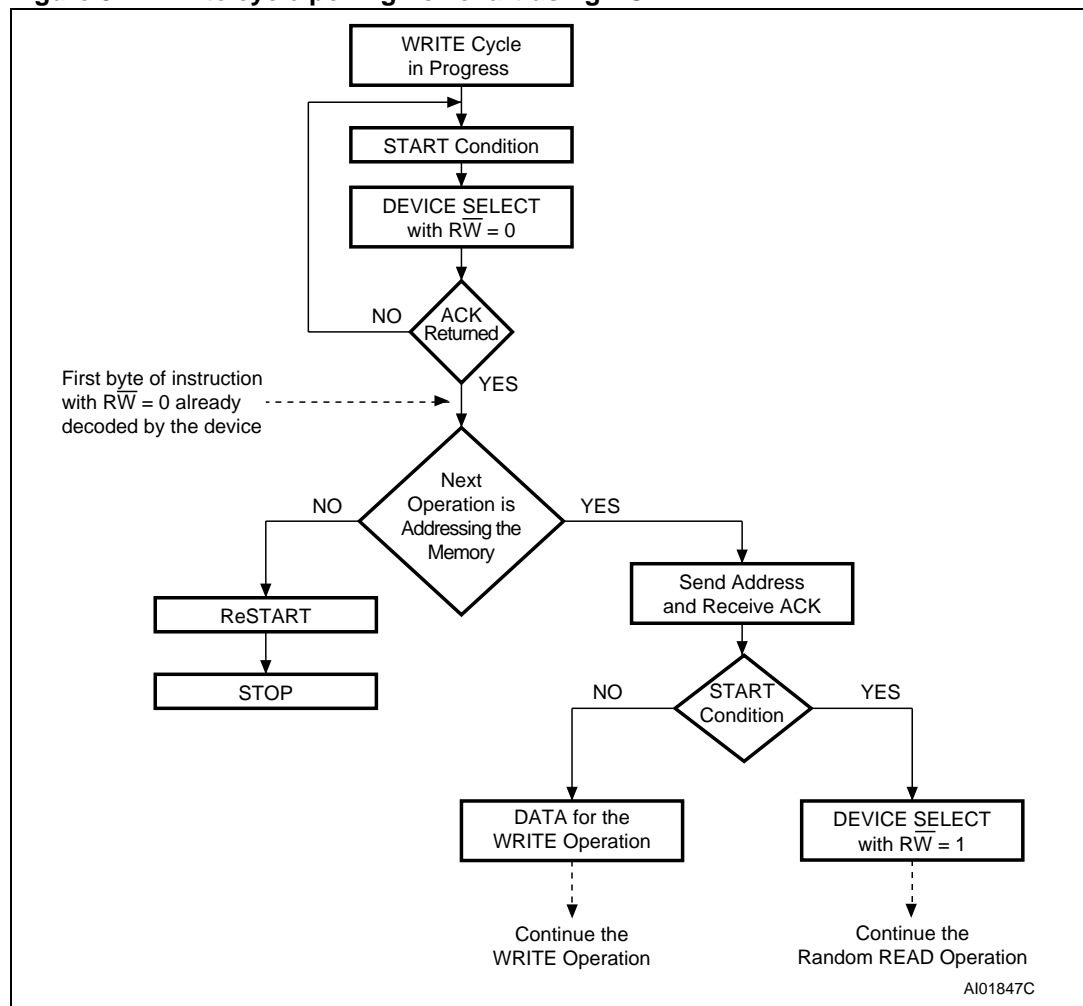 WRITE Cycle
in Progress
START Condition
DEVICE SELECT
with RW̅ = 0
NO
ACK
Returned
YES
First byte of instruction
with RW̅ = 0 already
decoded by the device
Next
Operation is
Addressing the
Memory
NO
YES
ReSTART
STOP
Send Address
and Receive ACK
START
Condition
NO
YES
DATA for the
WRITE Operation
DEVICE SELECT
with RW̅ = 1
Continue the
WRITE Operation
Continue the
Random READ Operation
AI01847C